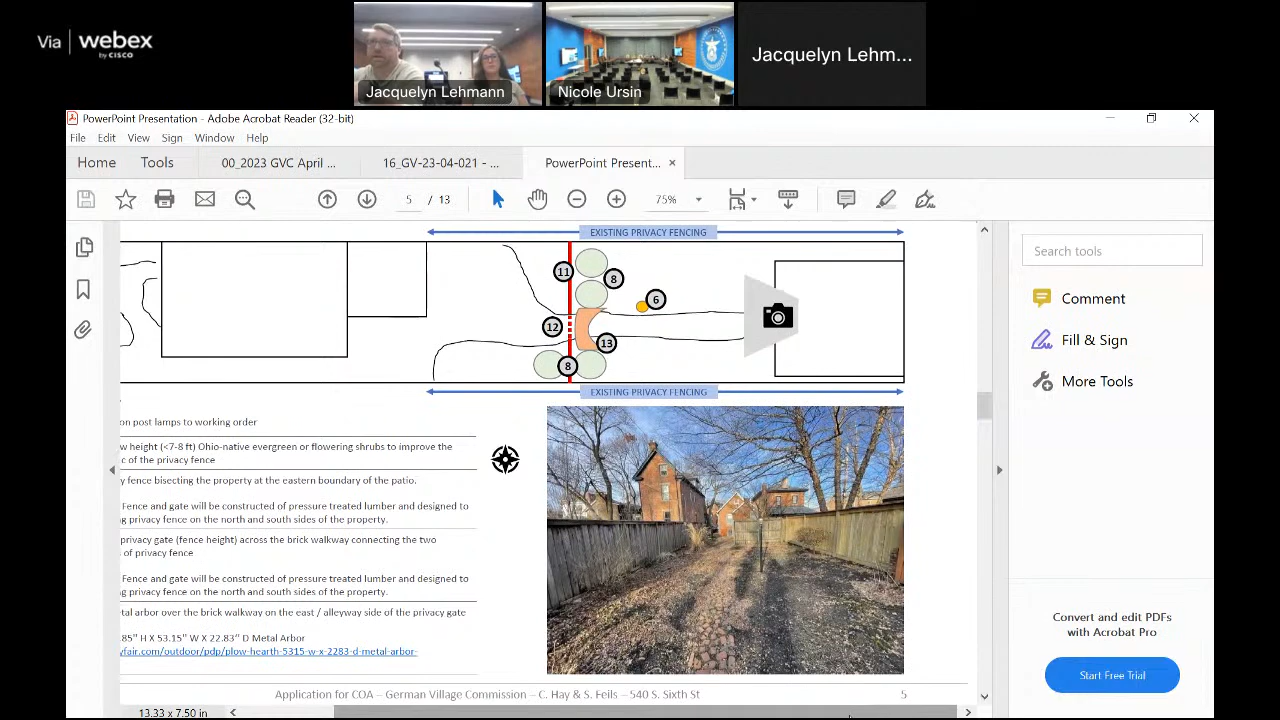 Via webex
by CISCO
Jacquelyn Lehmann
Nicole Ursin
Jacquelyn Lehm...
PowerPoint Presentation - Adobe Acrobat Reader (32-bit)
File Edit View Sign Window Help
Home Tools 00_2023 GVC April ... 16_GV-23-04-021 - ... PowerPoint Present... ×
5 / 13 75%
EXISTING PRIVACY FENCING
11
8
6
12
13
8
EXISTING PRIVACY FENCING
on post lamps to working order
w height (<7-8 ft) Ohio-native evergreen or flowering shrubs to improve the
c of the privacy fence
y fence bisecting the property at the eastern boundary of the patio.
Fence and gate will be constructed of pressure treated lumber and designed to
g privacy fence on the north and south sides of the property.
privacy gate (fence height) across the brick walkway connecting the two
s of privacy fence
Fence and gate will be constructed of pressure treated lumber and designed to
g privacy fence on the north and south sides of the property.
etal arbor over the brick walkway on the east / alleyway side of the privacy gate
.85" H X 53.15" W X 22.83" D Metal Arbor
yfair.com/outdoor/pdp/plow-hearth-5315-w-x-2283-d-metal-arbor-
Application for COA – German Village Commission – C. Hay & S. Feils – 540 S. Sixth St 5
13.33 x 7.50 in
Search tools
Comment
Fill & Sign
More Tools
Convert and edit PDFs
with Acrobat Pro
Start Free Trial